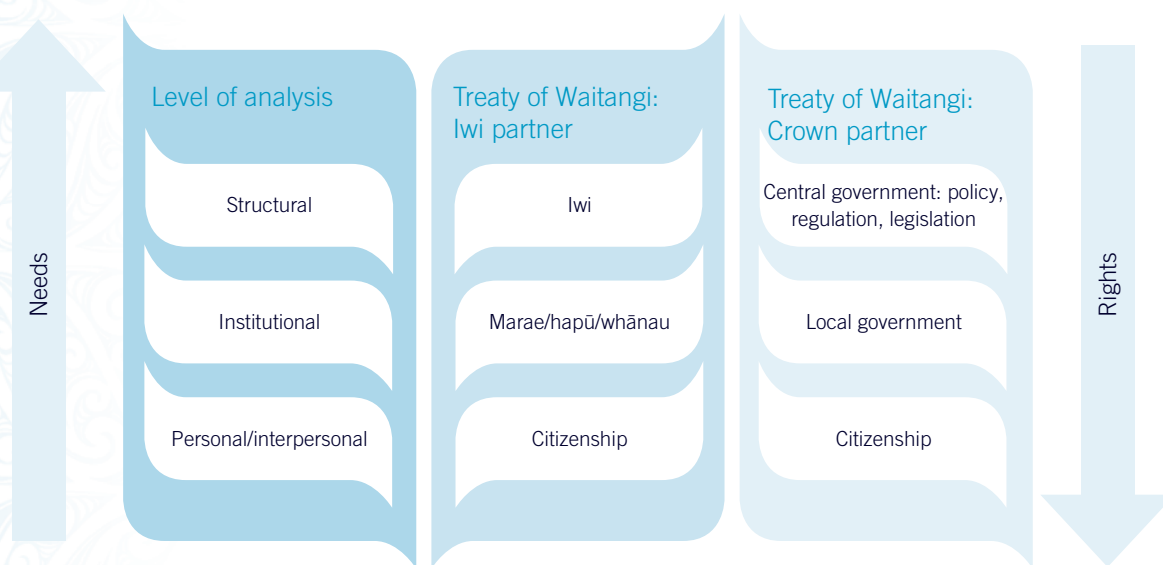 Needs
Level of analysis
Structural
Institutional
Personal/interpersonal
Treaty of Waitangi:
Iwi partner
Iwi
Marae/hapū/whānau
Citizenship
Treaty of Waitangi:
Crown partner
Central government: policy,
regulation, legislation
Local government
Citizenship
Rights